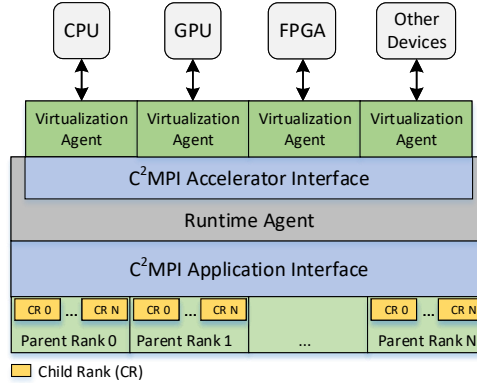 CPU
GPU
FPGA
Other
Devices
Virtualization
Agent
Virtualization
Agent
Virtualization
Agent
Virtualization
Agent
C²MPI Accelerator Interface
Runtime Agent
C²MPI Application Interface
CR 0 ... CR N
CR 0 ... CR N
CR 0 ... CR N
Parent Rank 0
Parent Rank 1
...
Parent Rank N
Child Rank (CR)